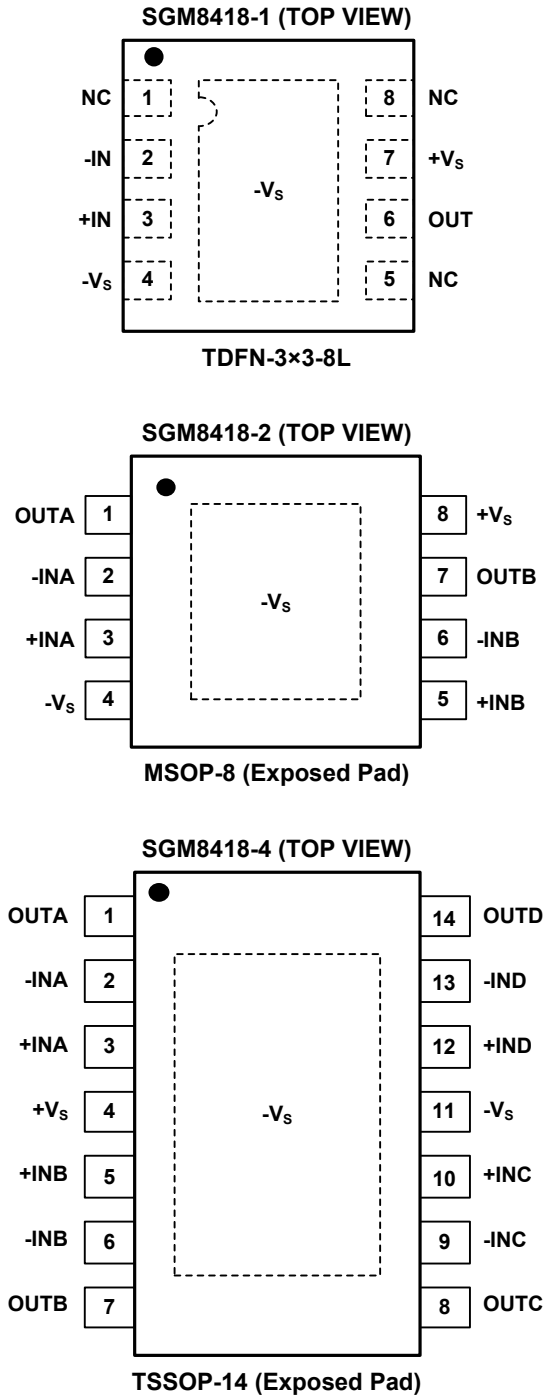 SGM8418-1 (TOP VIEW)
NC 1 8 NC
-IN 2 7 +VS
-VS
+IN 3 6 OUT
-VS 4 5 NC
TDFN-3×3-8L
SGM8418-2 (TOP VIEW)
OUTA 1 8 +VS
-INA 2 7 OUTB
-VS
+INA 3 6 -INB
-VS 4 5 +INB
MSOP-8 (Exposed Pad)
SGM8418-4 (TOP VIEW)
OUTA 1 14 OUTD
-INA 2 13 -IND
+INA 3 12 +IND
+VS 4 -VS 11 -VS
+INB 5 10 +INC
-INB 6 9 -INC
OUTB 7 8 OUTC
TSSOP-14 (Exposed Pad)